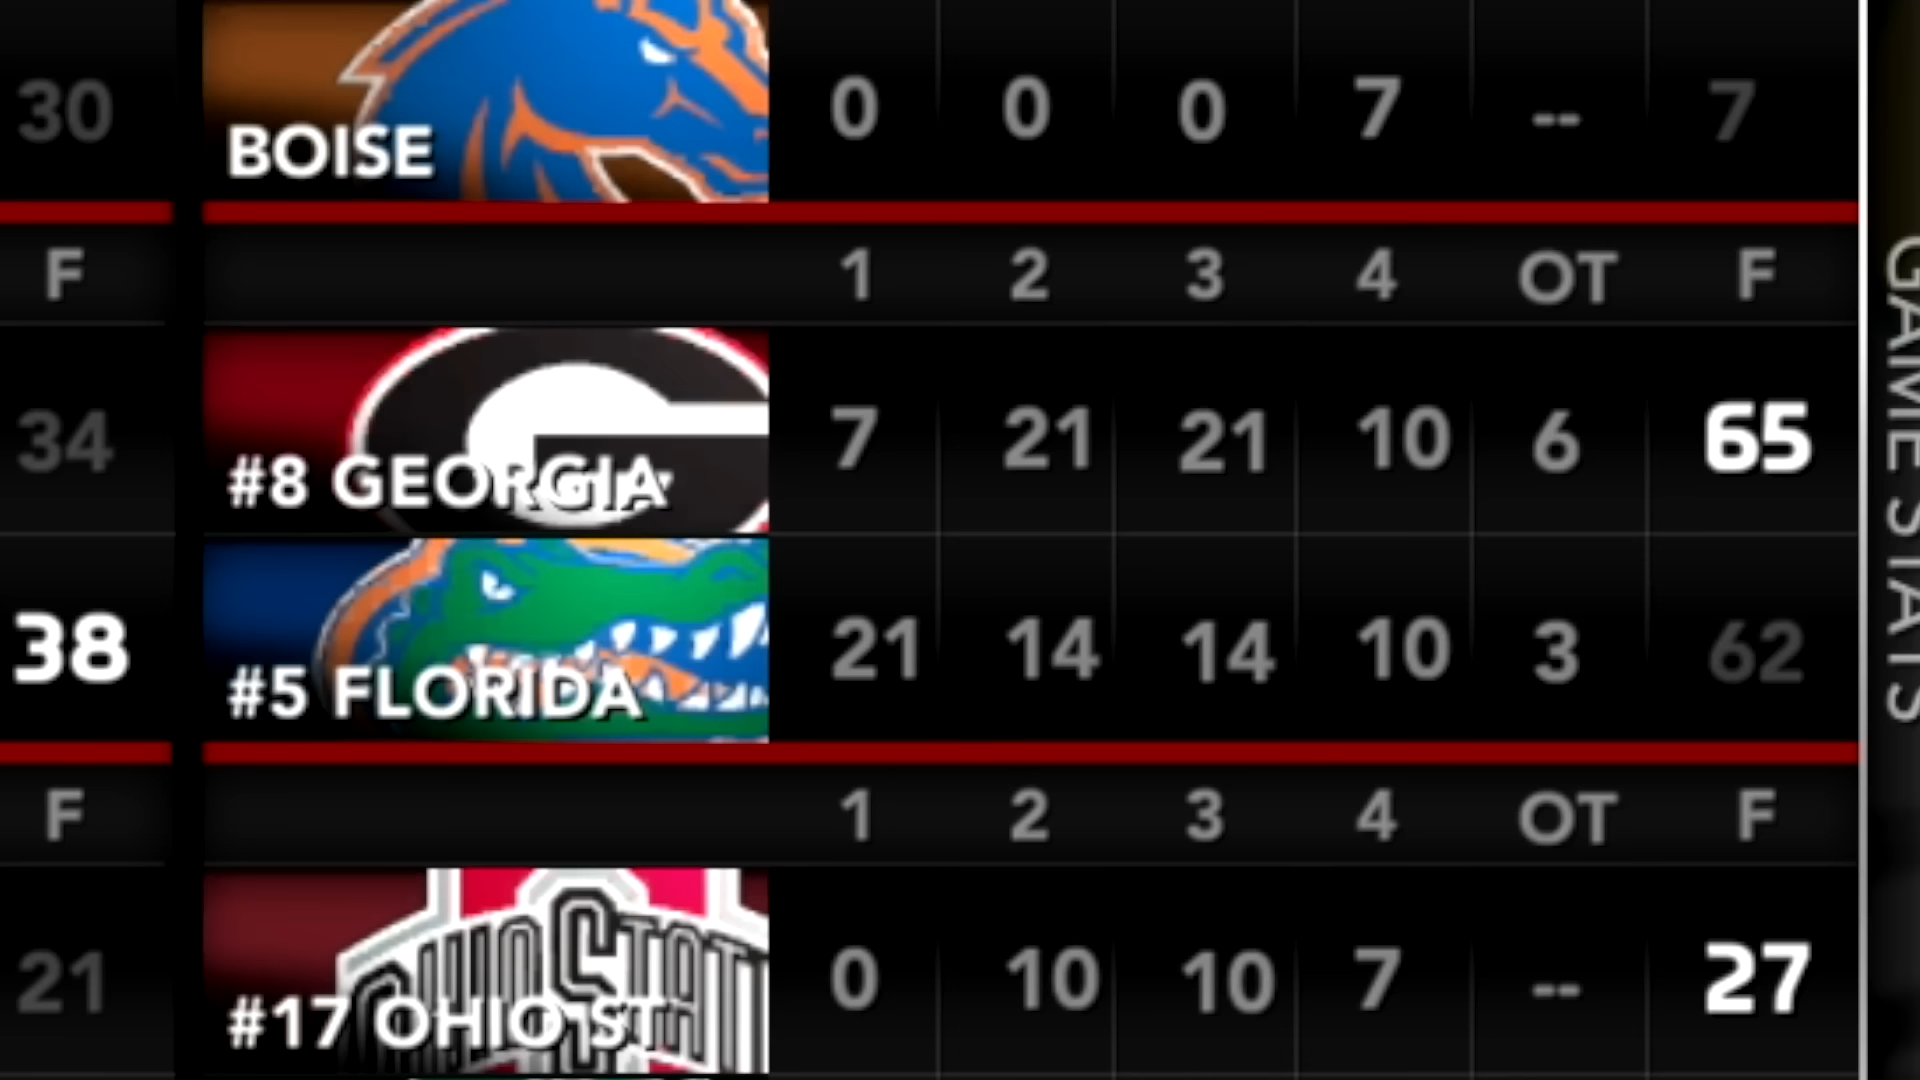 30
BOISE 0 0 0 7 -- 7
F
1 2 3 4 OT F
34
#8 GEORGIA 7 21 21 10 6 65
38
#5 FLORIDA 21 14 14 10 3 62
F
1 2 3 4 OT F
21
#17 OHIO ST 0 10 10 7 -- 27
OHIO STATE
GAME STATS